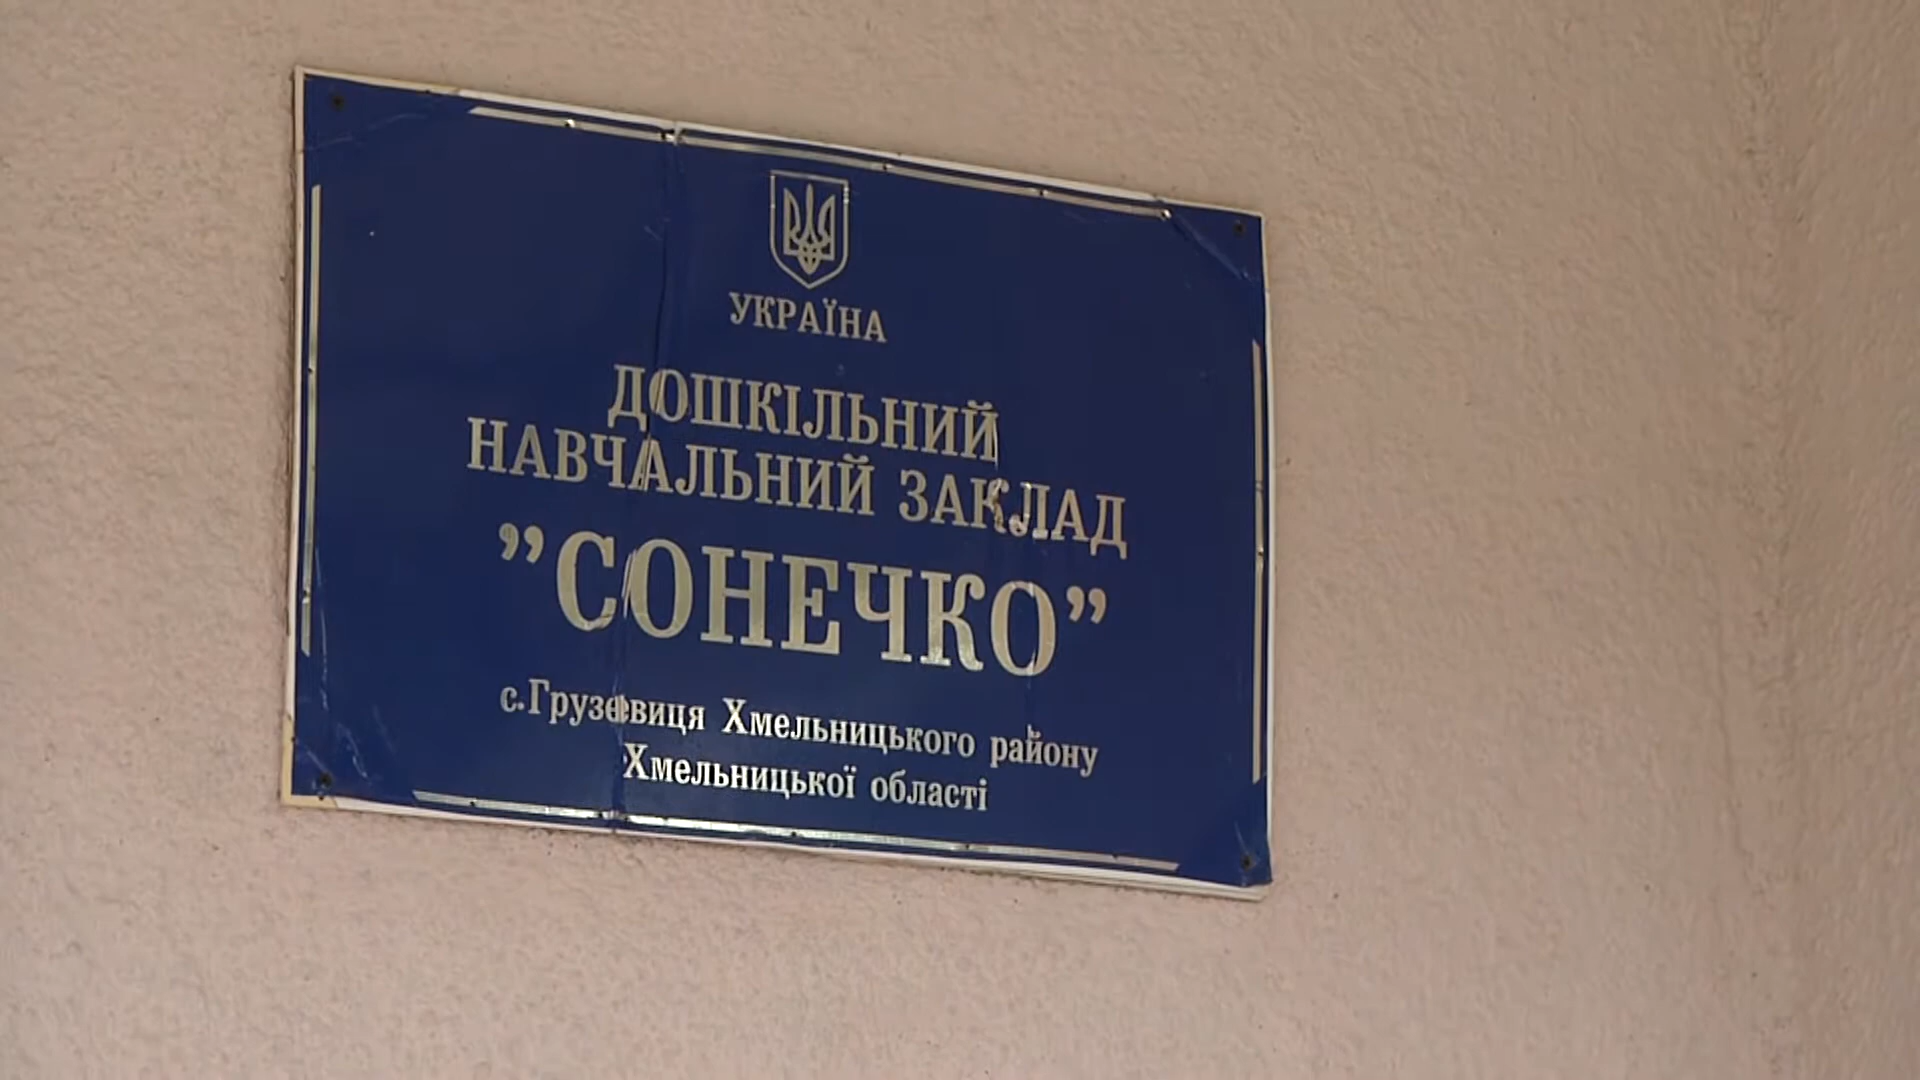 УКРАЇНА
ДОШКІЛЬНИЙ
НАВЧАЛЬНИЙ ЗАКЛАД
"СОНЕЧКО"
с.Грузевиця Хмельницького району
Хмельницької області